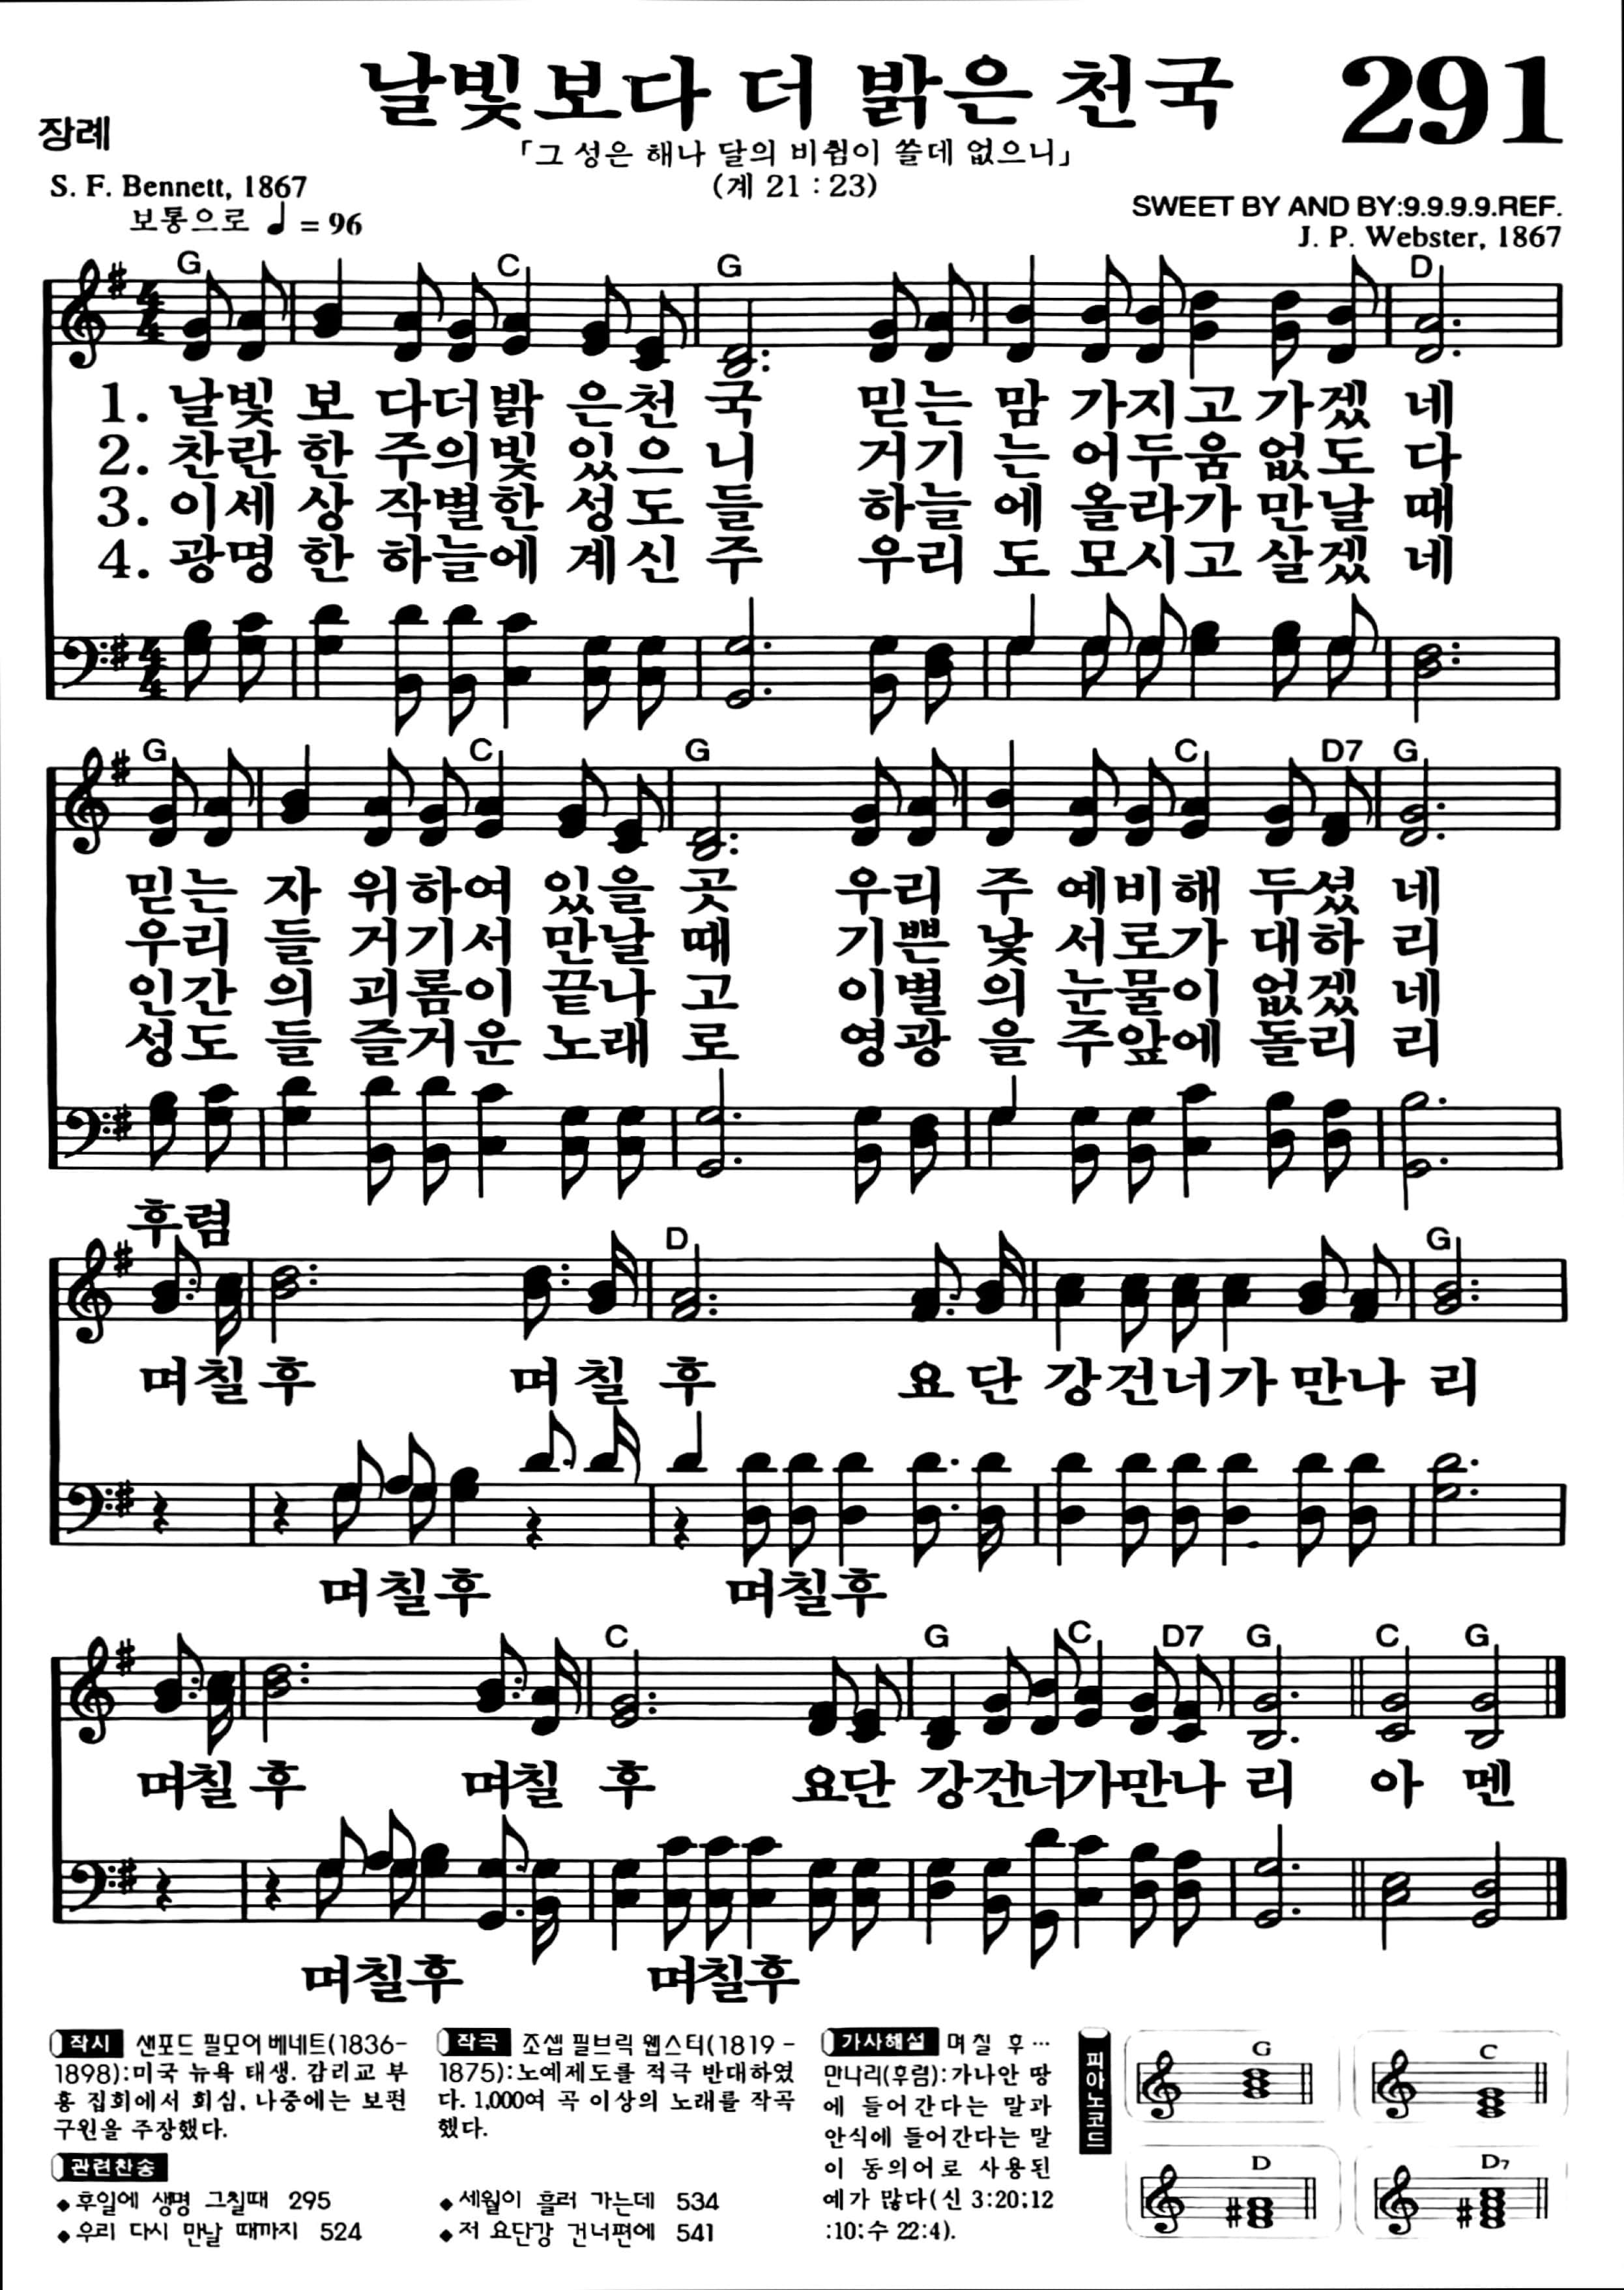 날빛보다 더 밝은 천국 291
장례
「그 성은 해나 달의 비췸이 쓸데 없으니」
S. F. Bennett, 1867 (계 21 : 23)
보통으로 ♩ = 96
SWEET BY AND BY:9.9.9.9.REF.
J. P. Webster, 1867
G C G D
1. 날빛 보 다더밝 은천 국 믿는 맘 가지고 가겠 네
2. 찬란 한 주의빛 있으 니 거기 는 어두움 없도 다
3. 이세 상 작별한 성도 들 하늘 에 올라가 만날 때
4. 광명 한 하늘에 계신 주 우리 도 모시고 살겠 네
G C G C D7 G
믿는 자 위하여 있을 곳 우리 주 예비해 두셨 네
우리 들 거기서 만날 때 기쁜 낯 서로가 대하 리
인간 의 괴롬이 끝나 고 이별 의 눈물이 없겠 네
성도 들 즐거운 노래 로 영광 을 주앞에 돌리 리
후렴
D G
며칠 후 며 칠 후 요 단 강건너가 만나 리
며칠후 며칠후
C G C D7 G C G
며칠 후 며칠 후 요단 강건너가만나 리 아 멘
며칠후 며칠후
작시 샌포드 필모어 베네트(1836-
1898):미국 뉴욕 태생. 감리교 부
흥 집회에서 회심. 나중에는 보편
구원을 주장했다.
관련찬송
◆후일에 생명 그칠때 295
◆우리 다시 만날 때까지 524
작곡 조셉 필브릭 웹스터(1819 -
1875):노예제도를 적극 반대하였
다. 1,000여 곡 이상의 노래를 작곡
했다.
◆세월이 흘러 가는데 534
◆저 요단강 건너편에 541
가사해설 며 칠 후 …
만나리(후렴):가나안 땅
에 들어간다는 말과
안식에 들어간다는 말
이 동의어로 사용된
예가 많다(신 3:20;12
:10;수 22:4).
피아노코드
G C
D D7